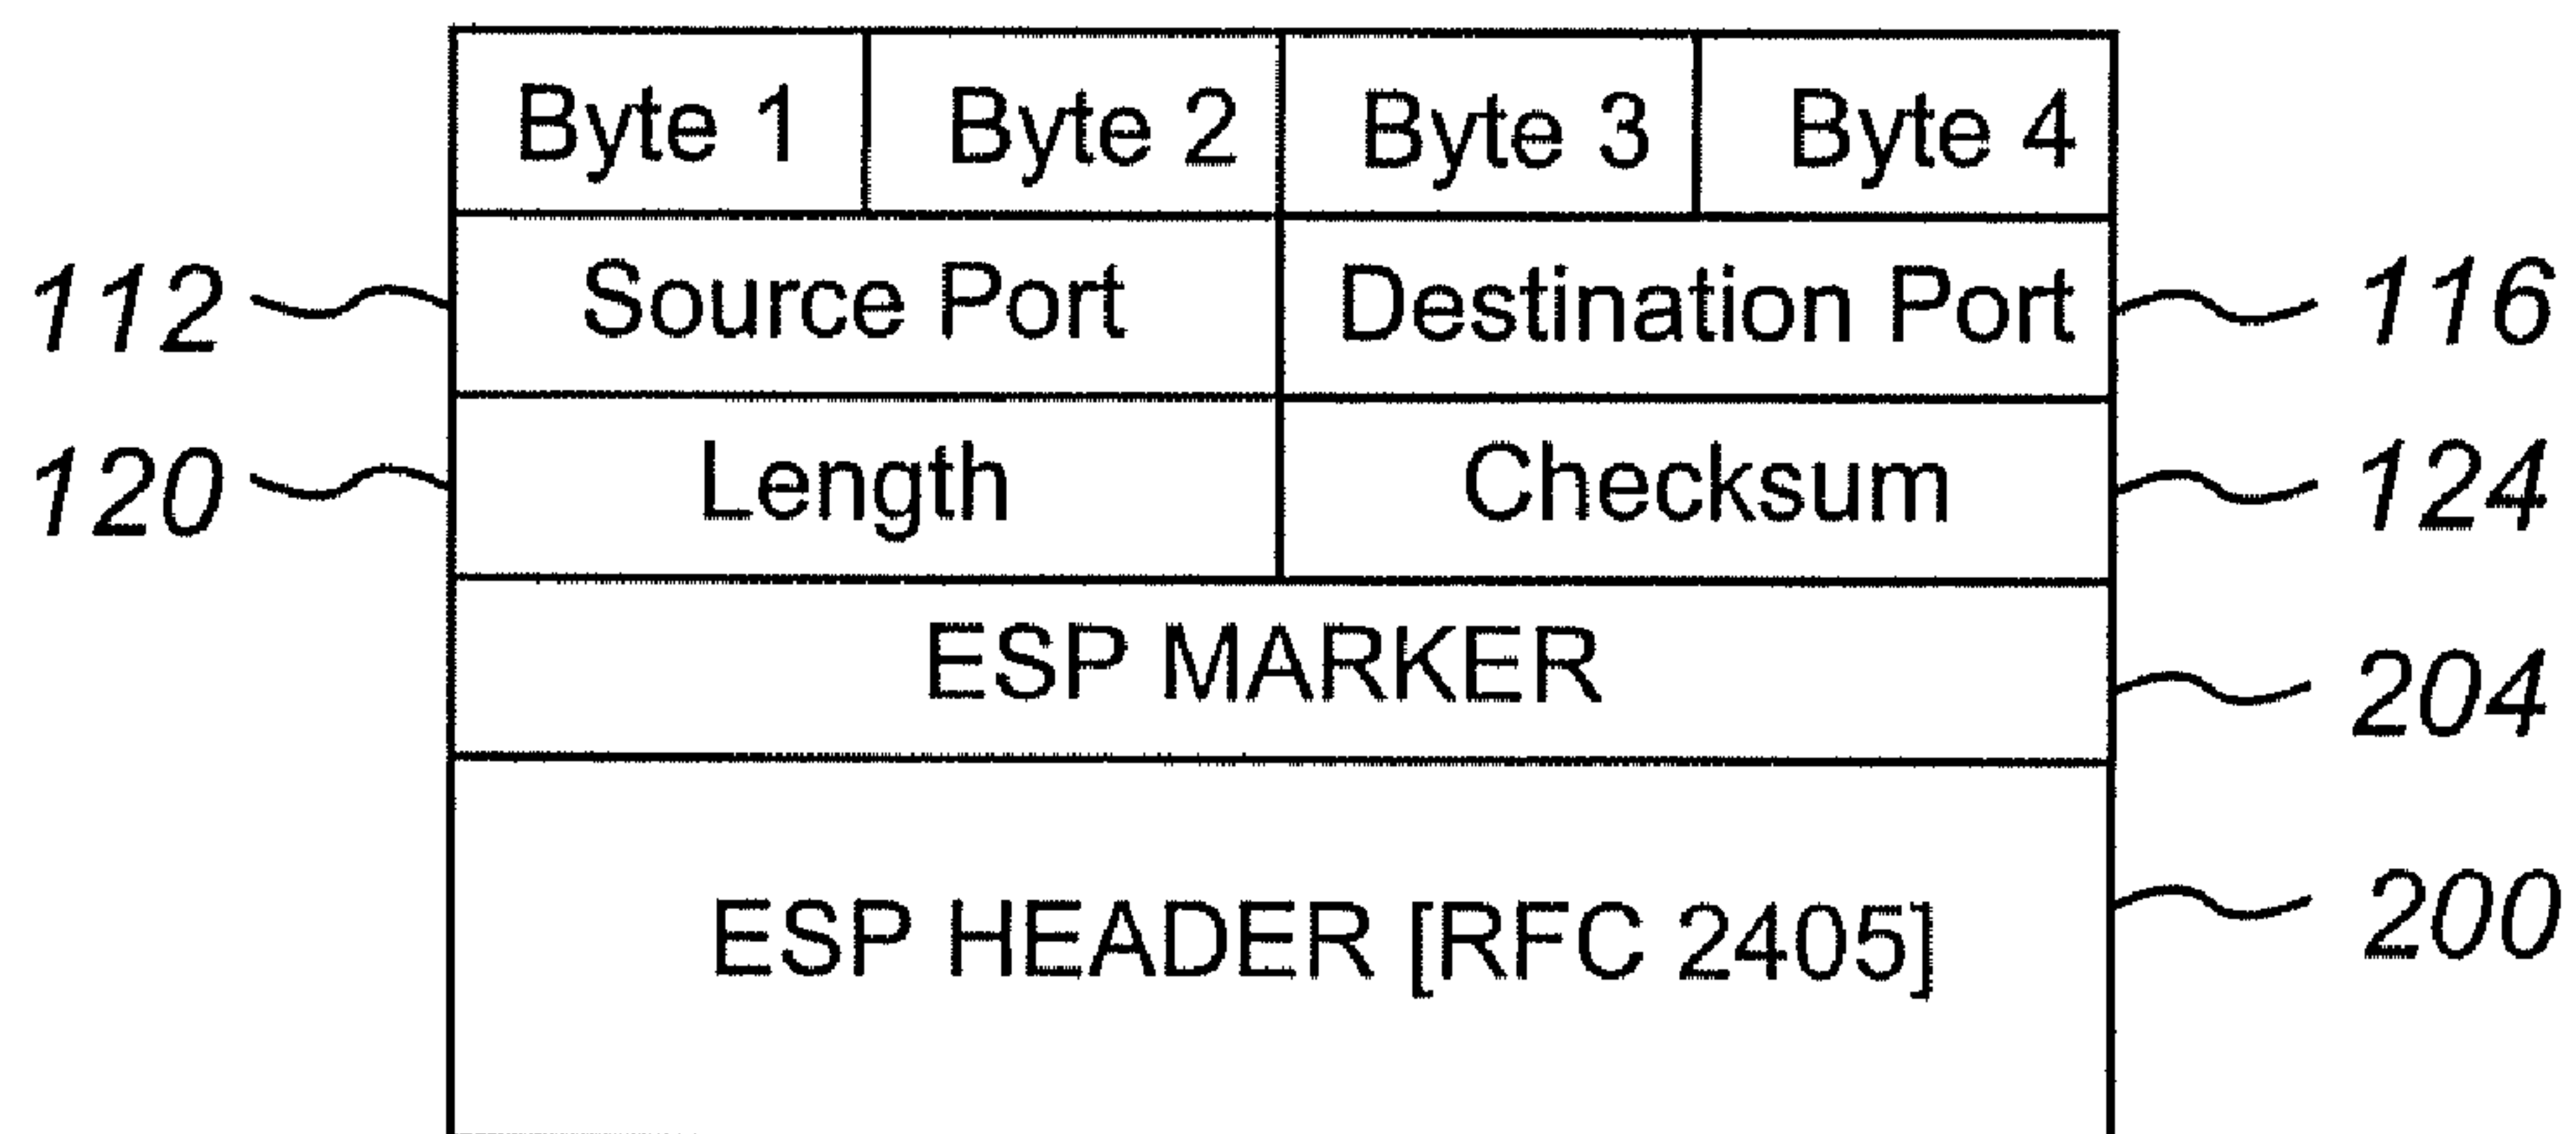 Byte 1 Byte 2 Byte 3 Byte 4
112 Source Port Destination Port 116
120 Length Checksum 124
ESP MARKER 204
ESP HEADER [RFC 2405] 200